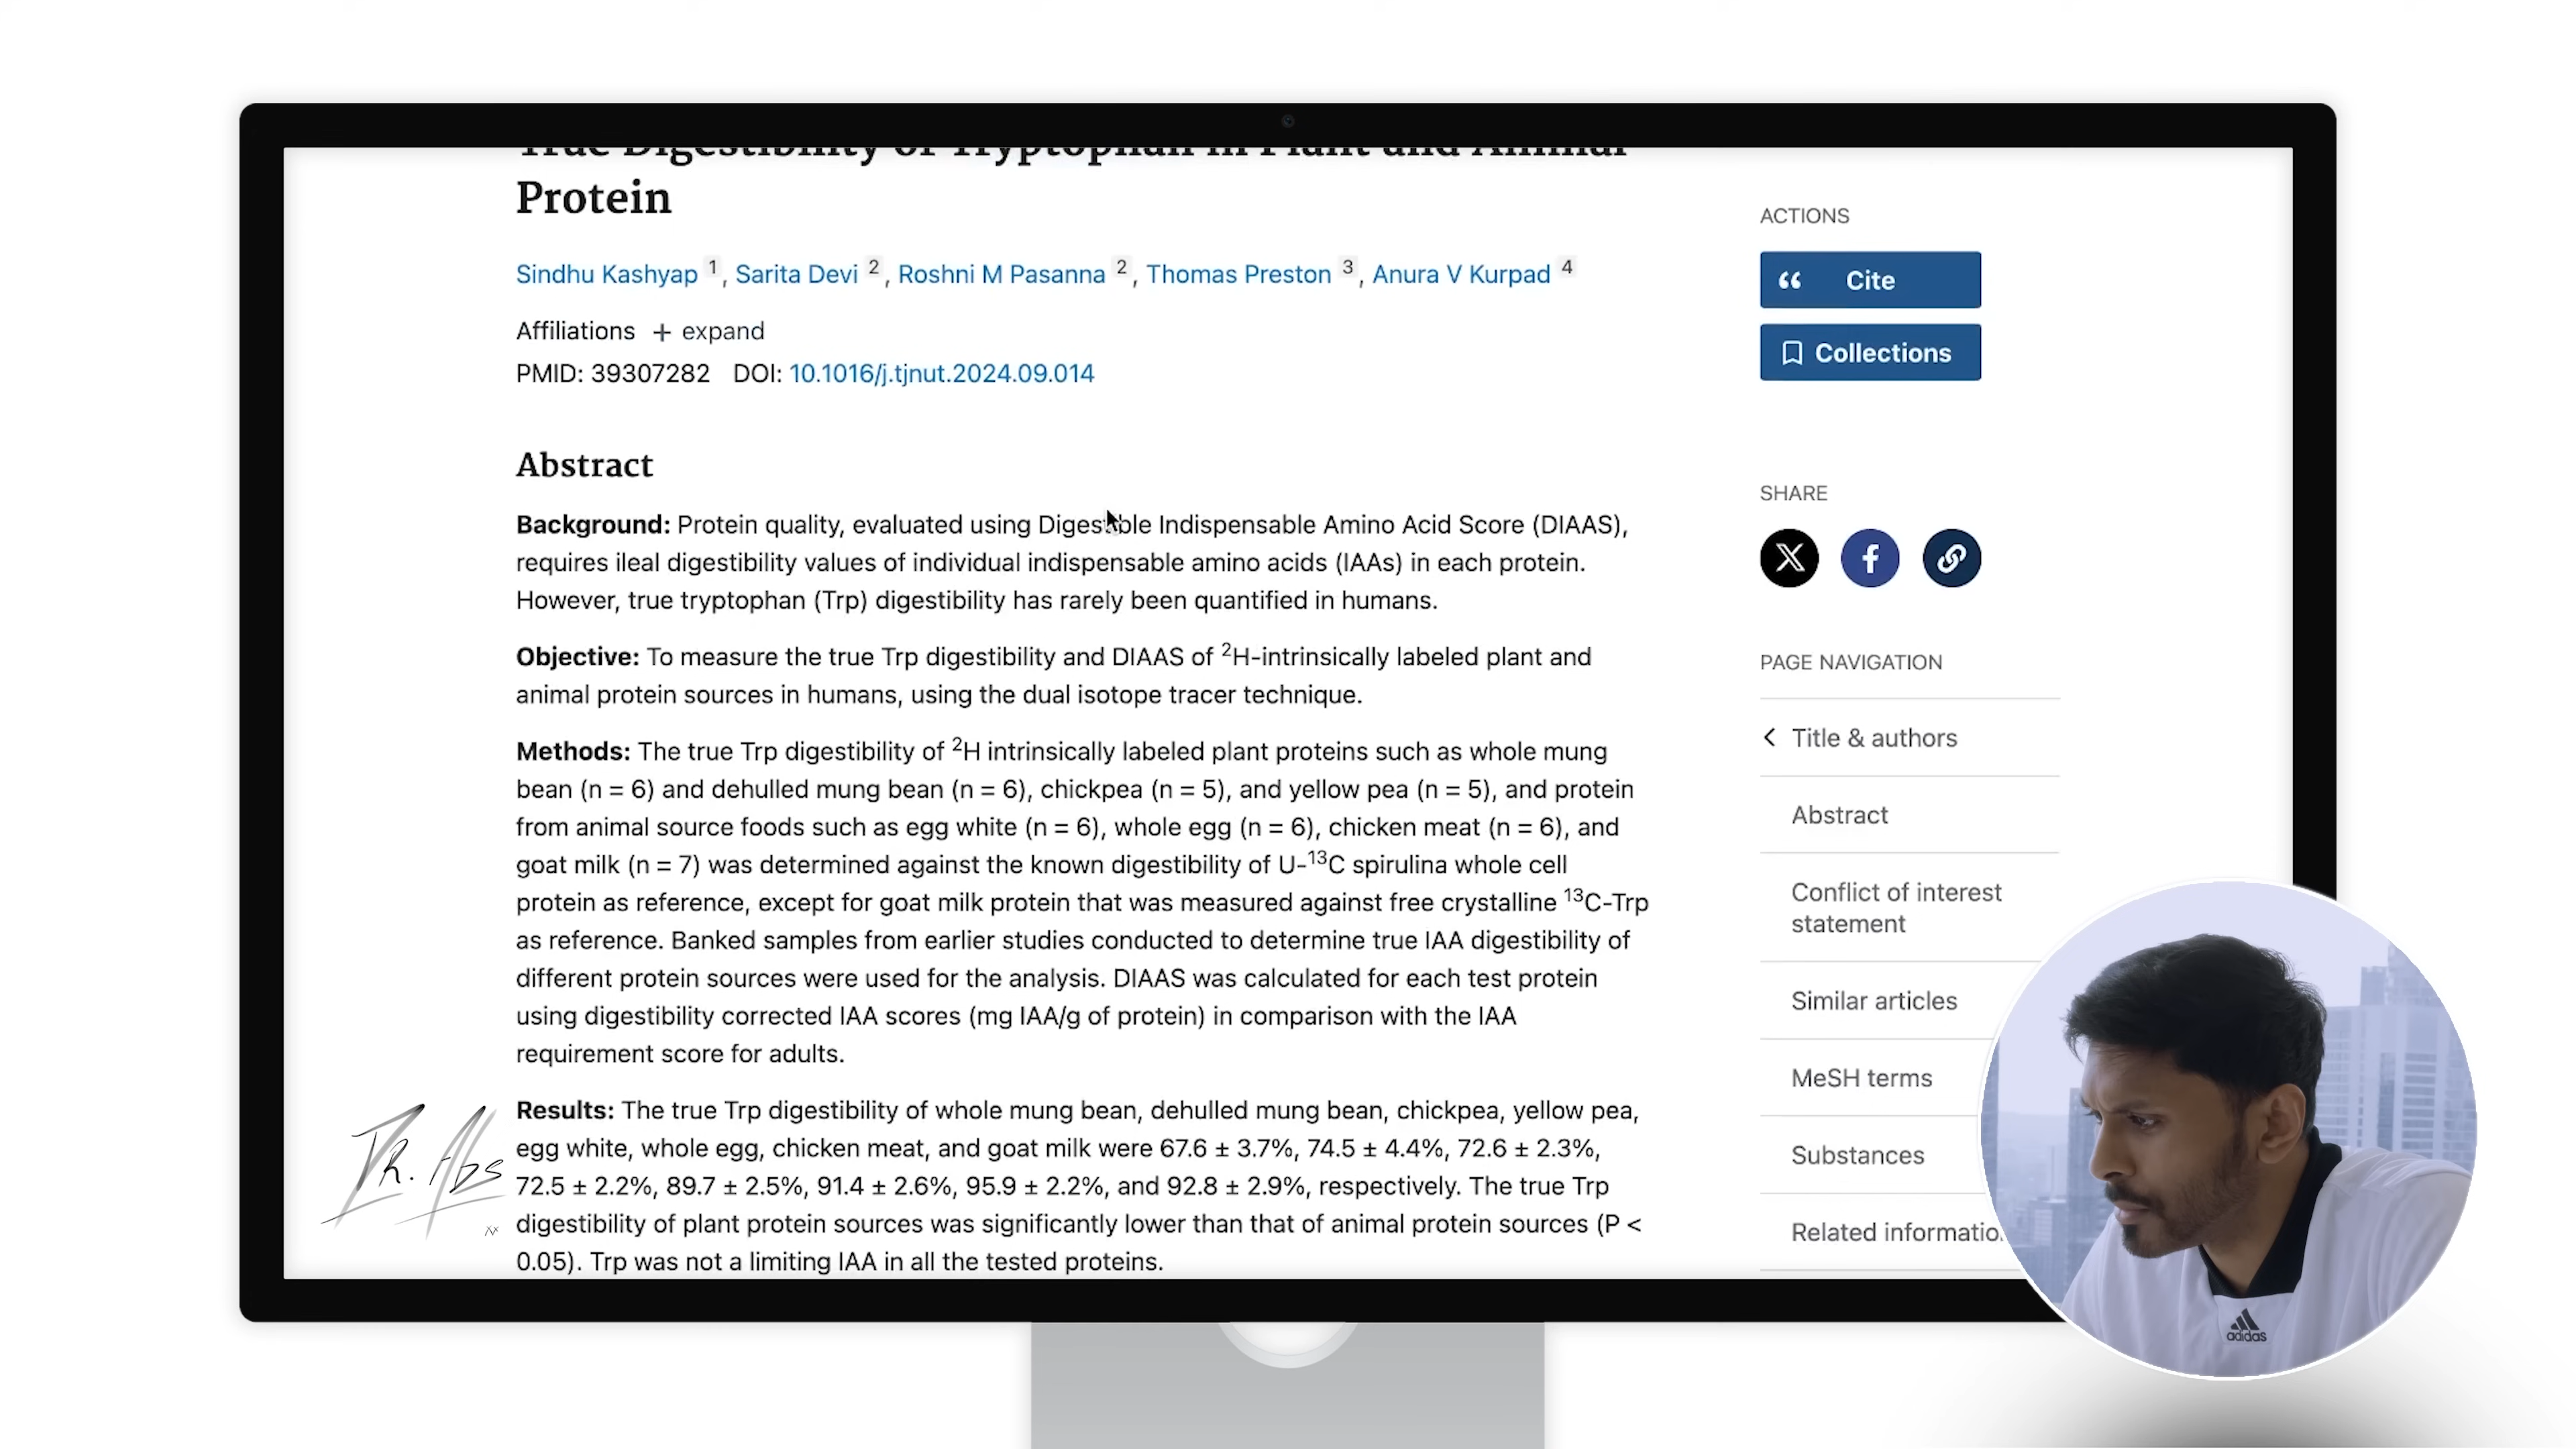 True Digestibility of Tryptophan in Plant and Animal
Protein
Sindhu Kashyap 1, Sarita Devi 2, Roshni M Pasanna 2, Thomas Preston 3, Anura V Kurpad 4
Affiliations + expand
PMID: 39307282 DOI: 10.1016/j.tjnut.2024.09.014
Abstract
Background: Protein quality, evaluated using Digestible Indispensable Amino Acid Score (DIAAS),
requires ileal digestibility values of individual indispensable amino acids (IAAs) in each protein.
However, true tryptophan (Trp) digestibility has rarely been quantified in humans.
Objective: To measure the true Trp digestibility and DIAAS of ²H-intrinsically labeled plant and
animal protein sources in humans, using the dual isotope tracer technique.
Methods: The true Trp digestibility of ²H intrinsically labeled plant proteins such as whole mung
bean (n = 6) and dehulled mung bean (n = 6), chickpea (n = 5), and yellow pea (n = 5), and protein
from animal source foods such as egg white (n = 6), whole egg (n = 6), chicken meat (n = 6), and
goat milk (n = 7) was determined against the known digestibility of U-¹³C spirulina whole cell
protein as reference, except for goat milk protein that was measured against free crystalline ¹³C-Trp
as reference. Banked samples from earlier studies conducted to determine true IAA digestibility of
different protein sources were used for the analysis. DIAAS was calculated for each test protein
using digestibility corrected IAA scores (mg IAA/g of protein) in comparison with the IAA
requirement score for adults.
Results: The true Trp digestibility of whole mung bean, dehulled mung bean, chickpea, yellow pea,
egg white, whole egg, chicken meat, and goat milk were 67.6 ± 3.7%, 74.5 ± 4.4%, 72.6 ± 2.3%,
72.5 ± 2.2%, 89.7 ± 2.5%, 91.4 ± 2.6%, 95.9 ± 2.2%, and 92.8 ± 2.9%, respectively. The true Trp
digestibility of plant protein sources was significantly lower than that of animal protein sources (P <
0.05). Trp was not a limiting IAA in all the tested proteins.
ACTIONS
Cite
Collections
SHARE
PAGE NAVIGATION
Title & authors
Abstract
Conflict of interest
statement
Similar articles
MeSH terms
Substances
Related informatio
DR. Abs
xx
adidas